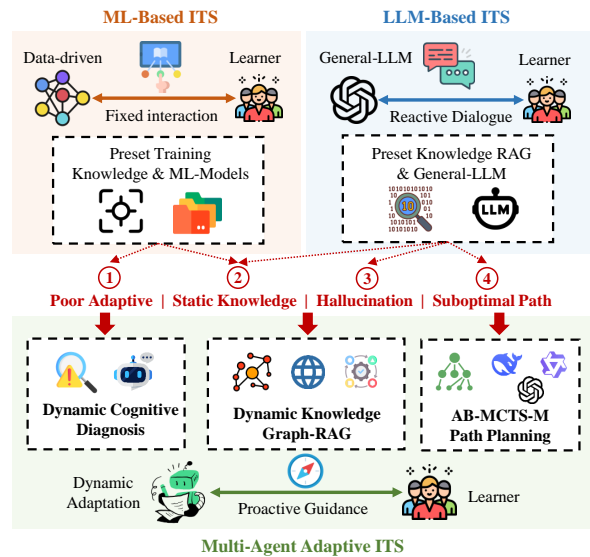 ML-Based ITS
LLM-Based ITS
Data-driven
Learner
Fixed interaction
General-LLM
Learner
Reactive Dialogue
Preset Training
Knowledge & ML-Models
Preset Knowledge RAG
& General-LLM
10101010101
10
LLM
1 2 3 4
Poor Adaptive | Static Knowledge | Hallucination | Suboptimal Path
Dynamic Cognitive
Diagnosis
Dynamic Knowledge
Graph-RAG
AB-MCTS-M
Path Planning
Dynamic
Adaptation
Proactive Guidance
Learner
Multi-Agent Adaptive ITS